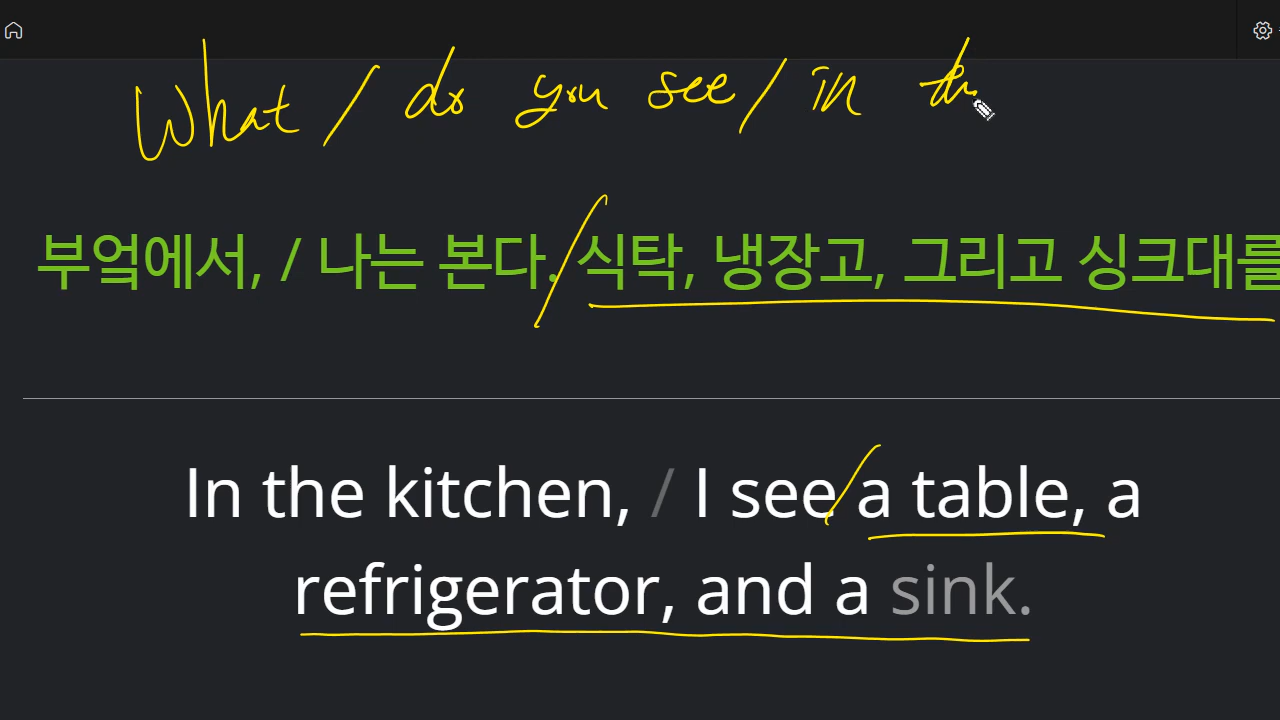 What / do you see / in the
부엌에서, / 나는 본다. / 식탁, 냉장고, 그리고 싱크대를
In the kitchen, / I see / a table, a
refrigerator, and a sink.